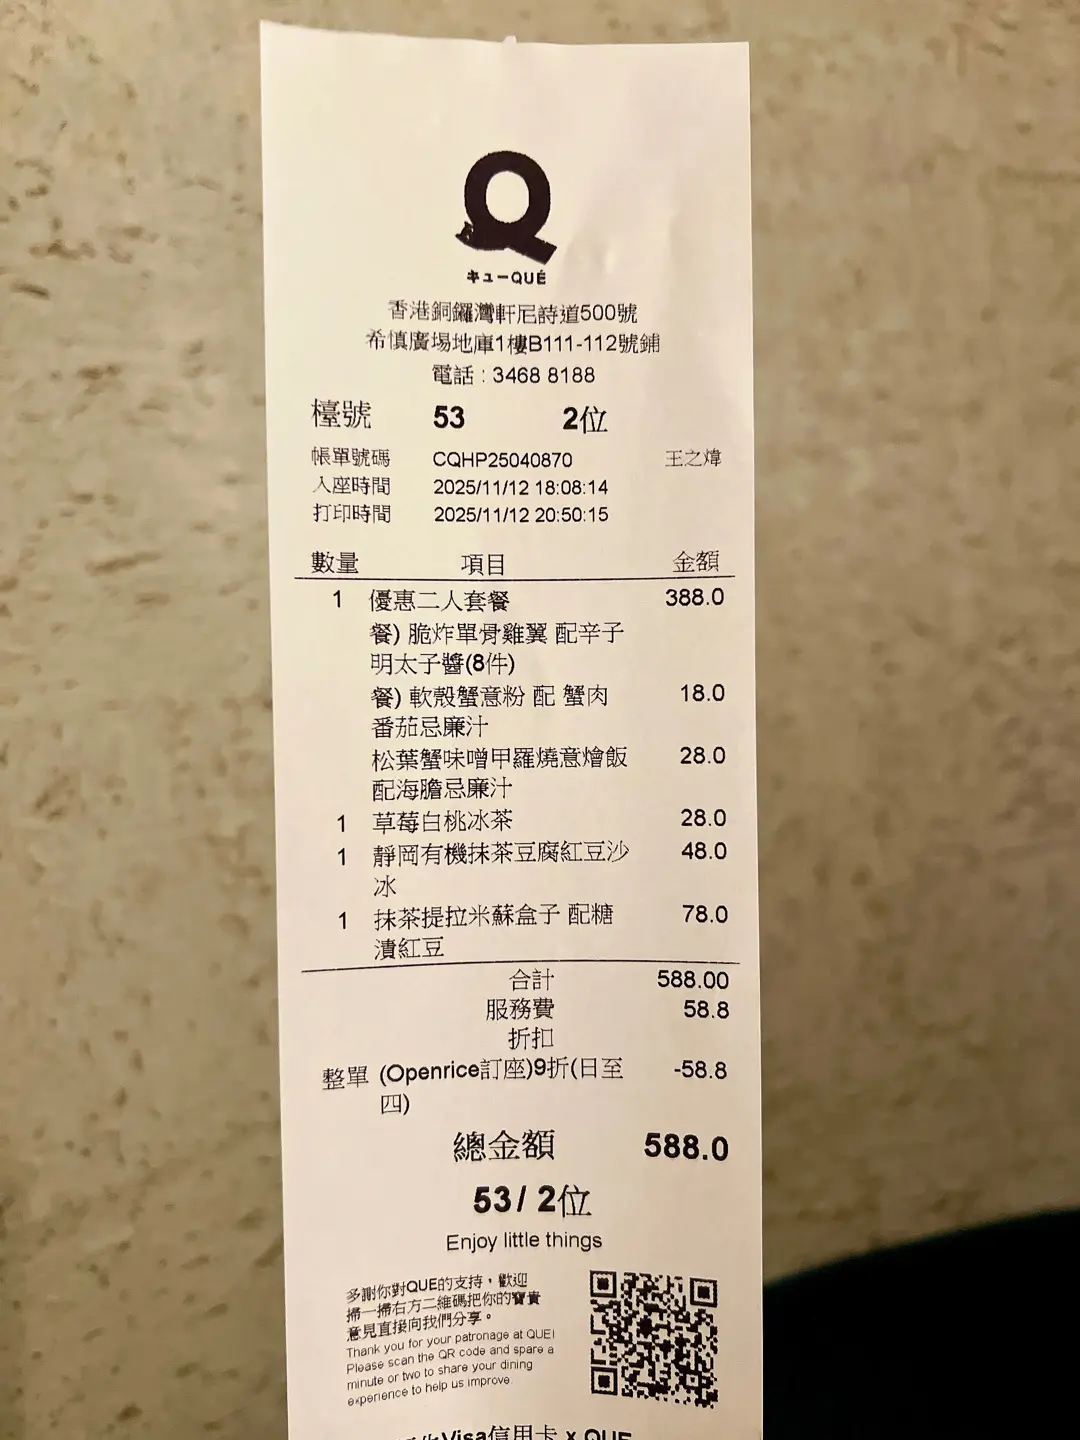 Q
キューQUÉ
香港銅鑼灣軒尼詩道500號
希慎廣場地庫1樓B111-112號鋪
電話 : 3468 8188
檯號 53 2位
帳單號碼 CQHP25040870 王之煒
入座時間 2025/11/12 18:08:14
打印時間 2025/11/12 20:50:15
數量 項目 金額
1 優惠二人套餐 388.0
餐) 脆炸單骨雞翼 配辛子
明太子醬(8件)
餐) 軟殼蟹意粉 配 蟹肉 18.0
番茄忌廉汁
松葉蟹味噌甲羅燒意燴飯 28.0
配海膽忌廉汁
1 草莓白桃冰茶 28.0
1 靜岡有機抹茶豆腐紅豆沙 48.0
冰
1 抹茶提拉米蘇盒子 配糖 78.0
漬紅豆
合計 588.00
服務費 58.8
折扣
整單 (Openrice訂座)9折(日至 -58.8
四)
總金額 588.0
53/ 2位
Enjoy little things
多謝你對QUE的支持，歡迎
掃一掃右方二維碼把你的寶貴
意見直接向我們分享。
Thank you for your patronage at QUE!
Please scan the QR code and spare a
minute or two to share your dining
experience to help us improve.
Visa信用卡 x QUE